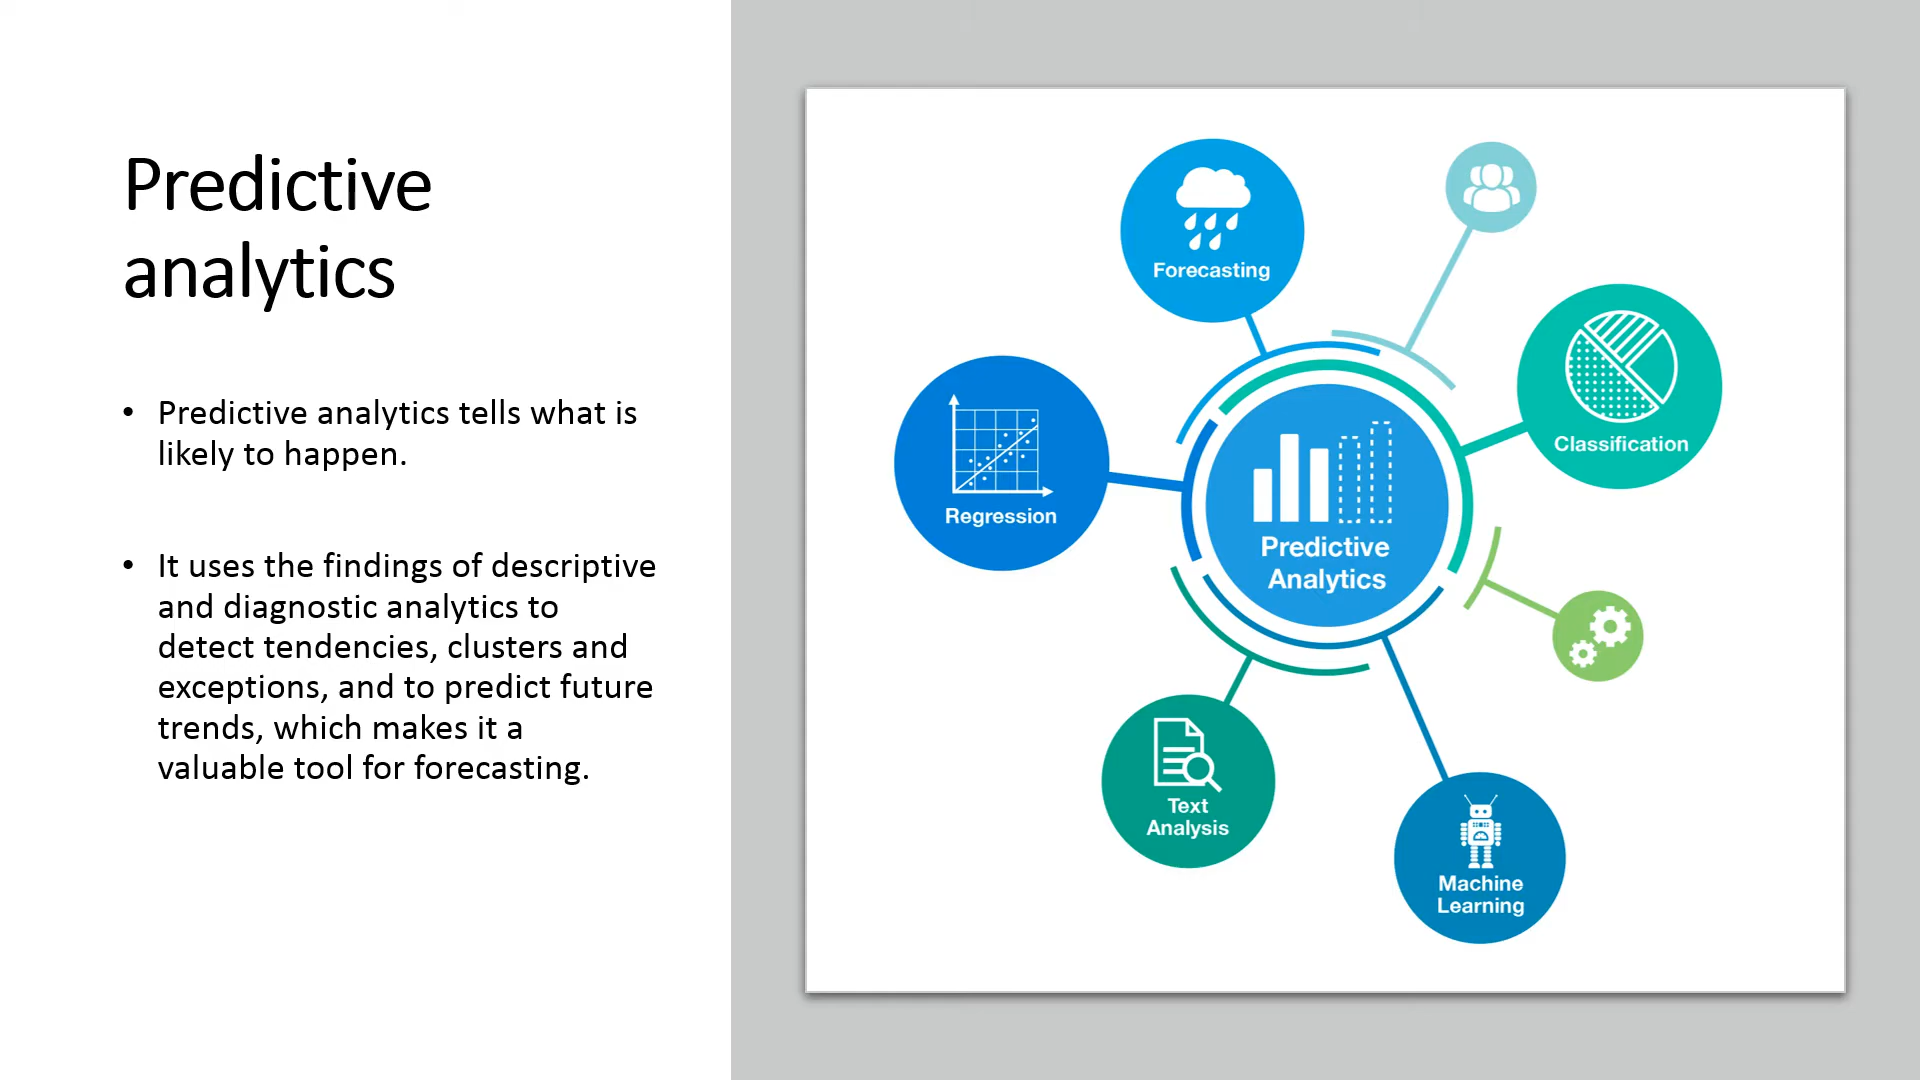 Predictive
analytics
• Predictive analytics tells what is
likely to happen.
• It uses the findings of descriptive
and diagnostic analytics to
detect tendencies, clusters and
exceptions, and to predict future
trends, which makes it a
valuable tool for forecasting.
Forecasting
Classification
Regression
Predictive
Analytics
Text
Analysis
Machine
Learning